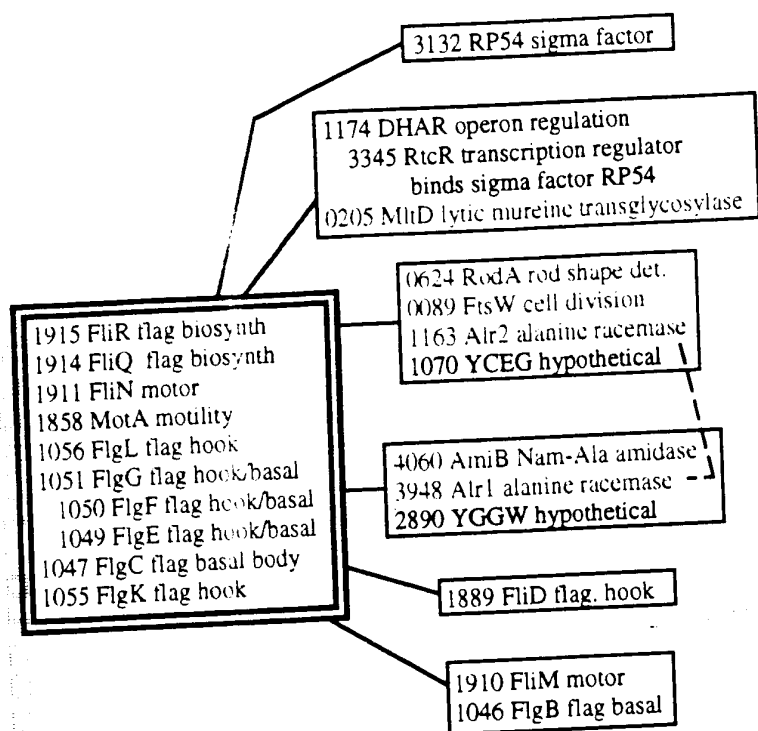 3132 RP54 sigma factor
1174 DHAR operon regulation
3345 RtcR transcription regulator
binds sigma factor RP54
0205 MltD lytic mureine transglycosylase
0624 RodA rod shape det.
0089 FtsW cell division
1163 Alr2 alanine racemase
1070 YCEG hypothetical
1915 FliR flag biosynth
1914 FliQ flag biosynth
1911 FliN motor
1858 MotA motility
1056 FlgL flag hook
1051 FlgG flag hook/basal
1050 FlgF flag hook/basal
1049 FlgE flag hook/basal
1047 FlgC flag basal body
1055 FlgK flag hook
4060 AmiB Nam-Ala amidase
3948 Alr1 alanine racemase
2890 YGGW hypothetical
1889 FliD flag. hook
1910 FliM motor
1046 FlgB flag basal